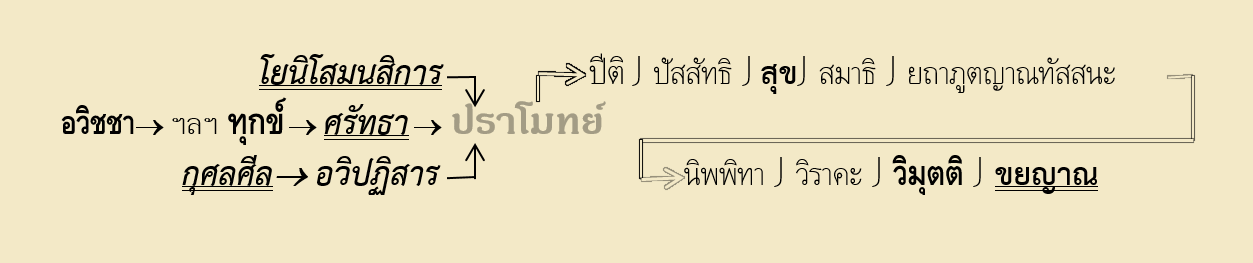 โยนิโสมนสิการ
ปีติ ⌡ ปัสสัทธิ ⌡ สุข⌡ สมาธิ ⌡ ยถาภูตญาณทัสสนะ
อวิชชา→ ฯลฯ ทุกข์ → ศรัทธา → ปราโมทย์
กุศลศีล→ อวิปฏิสาร
นิพพิทา ⌡ วิราคะ ⌡ วิมุตติ ⌡ ขยญาณ